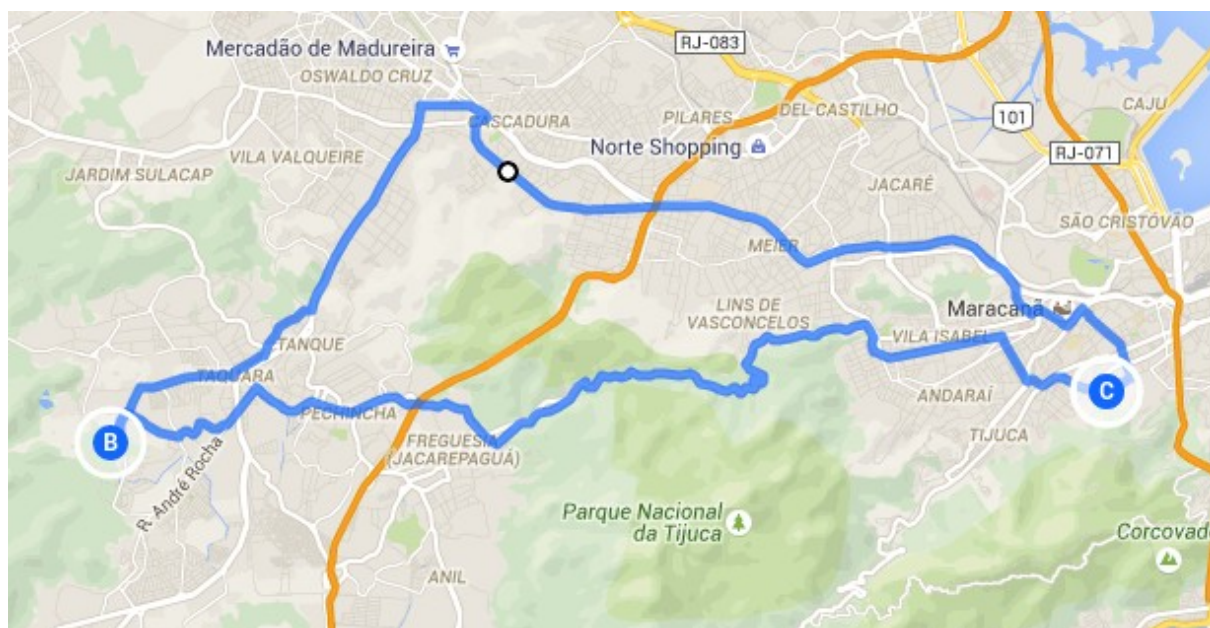 Mercadão de Madureira
RJ-083
OSWALDO CRUZ
DEL CASTILHO
CAJU
PILARES
101
CASCADURA
Norte Shopping
RJ-071
VILA VALQUEIRE
JARDIM SULACAP
JACARÉ
SÃO CRISTÓVÃO
MEIER
LINS DE
VASCONCELOS
Maracanã
VILA ISABEL
TANQUE
TAQUARA
ANDARAÍ
C
PECHINCHA
B
FREGUESIA
(JACAREPAGUÁ)
TIJUCA
R. André Rocha
Parque Nacional
da Tijuca
Corcovado
ANIL